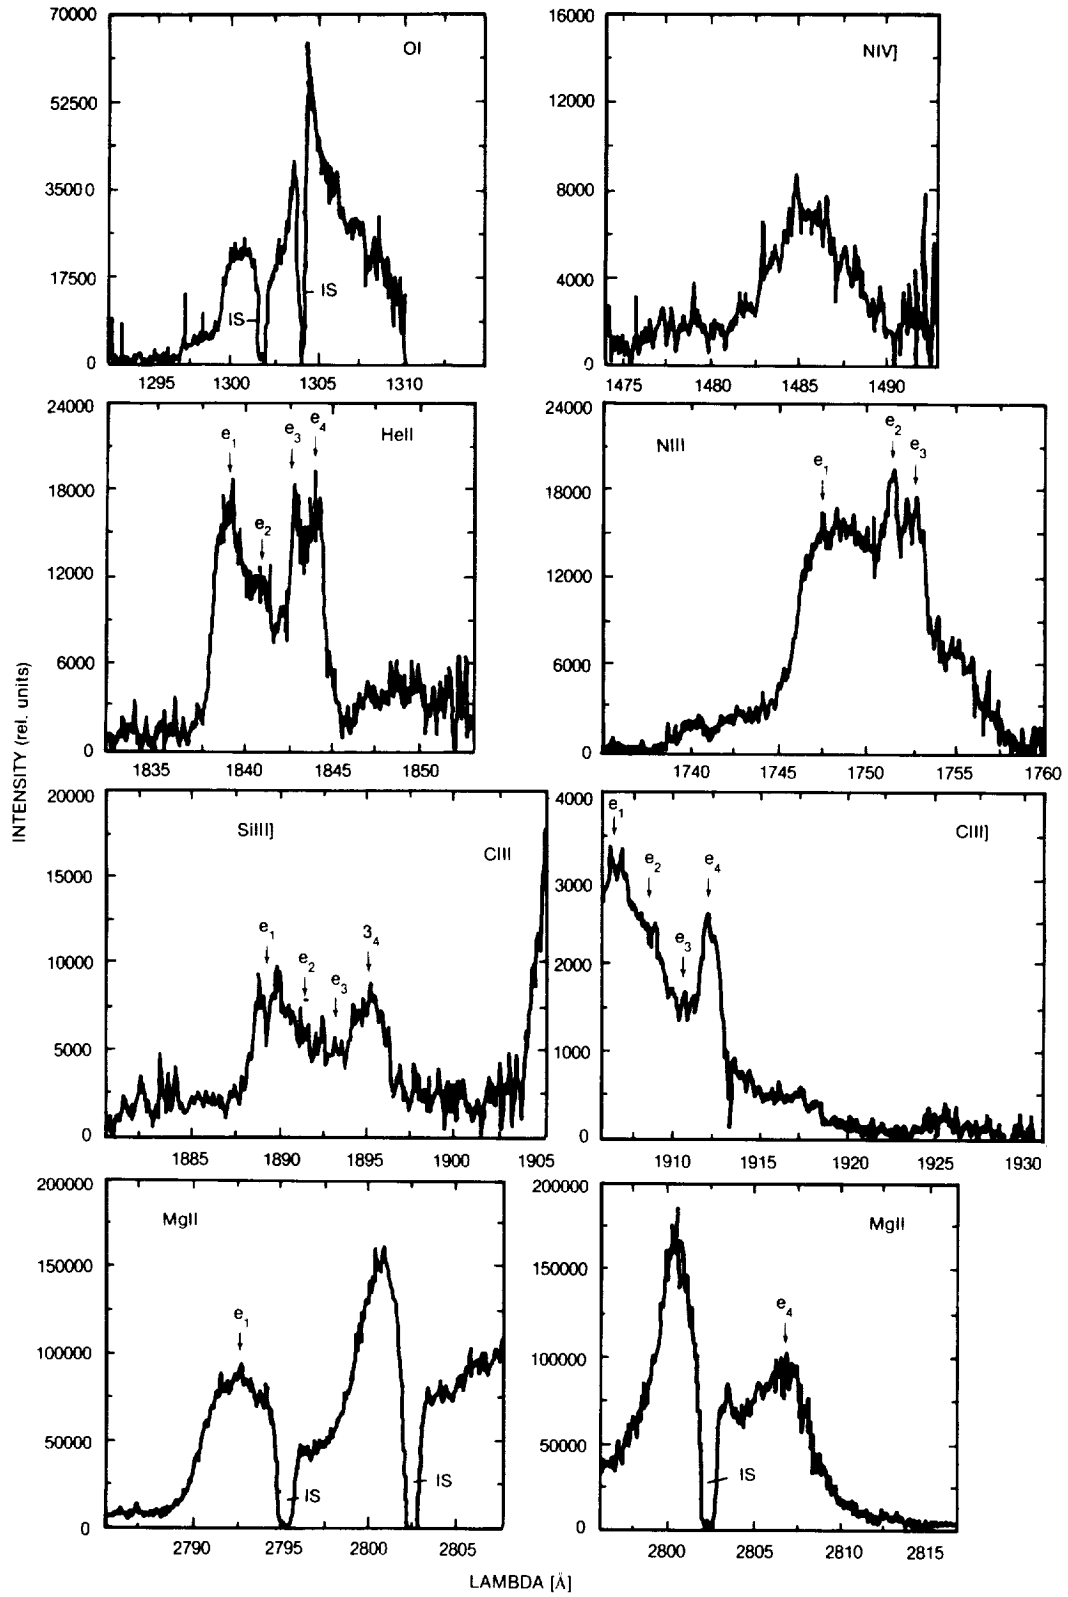 70000
52500
35000
17500
0
OI
IS
IS
1295 1300 1305 1310
16000
12000
8000
4000
0
NIV]
1475 1480 1485 1490
24000
18000
12000
6000
0
HeII
e1
e2
e3
e4
1835 1840 1845 1850
24000
18000
12000
6000
0
NIII
e1
e2
e3
1740 1745 1750 1755 1760
INTENSITY (rel. units)
20000
15000
10000
5000
0
SiIII]
CIII
e1
e2
e3
34
1885 1890 1895 1900 1905
4000
3000
2000
1000
0
CIII]
e1
e2
e3
e4
1910 1915 1920 1925 1930
200000
150000
100000
50000
0
MgII
e1
IS
IS
2790 2795 2800 2805
200000
150000
100000
50000
0
MgII
e4
IS
2800 2805 2810 2815
LAMBDA [Å]